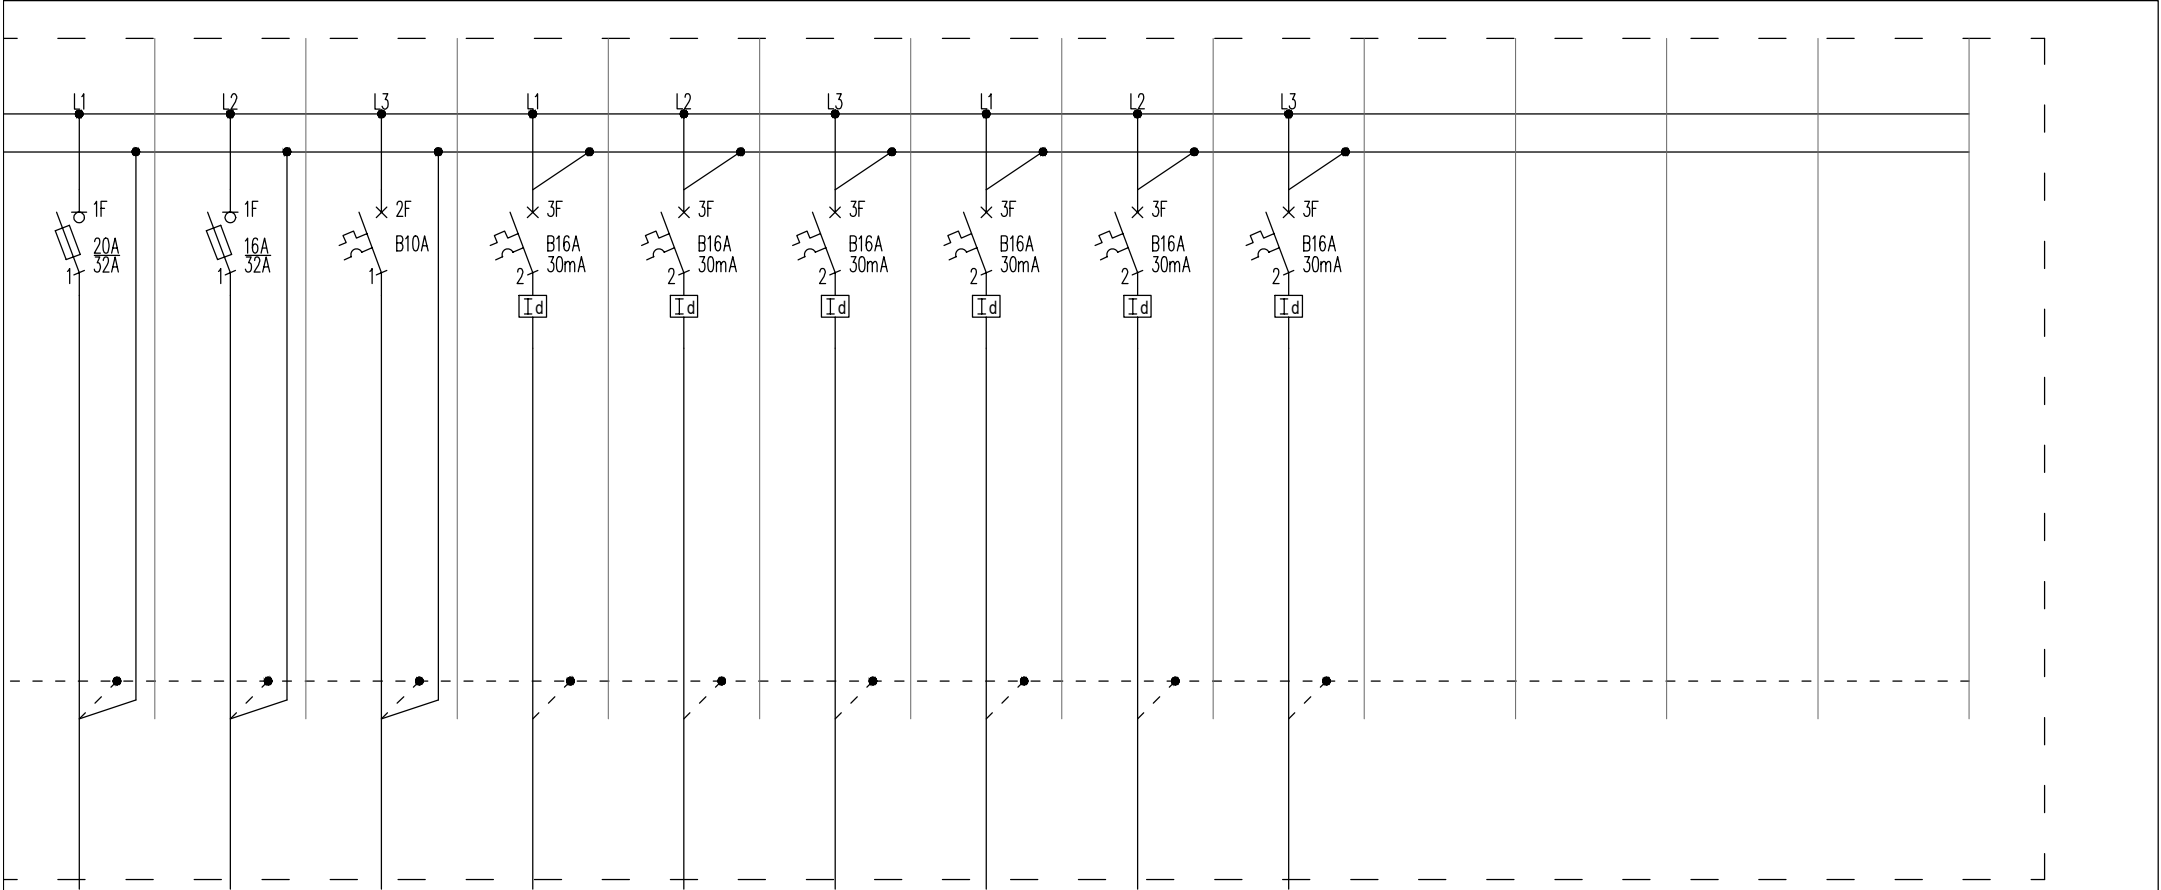 L1 L2 L3 L1 L2 L3 L1 L2 L3
1F 1F 2F 3F 3F 3F 3F 3F 3F
20A 16A B10A B16A B16A B16A B16A B16A B16A
32A 32A 30mA 30mA 30mA 30mA 30mA 30mA
1 1 1 2 2 2 2 2 2
Id Id Id Id Id Id